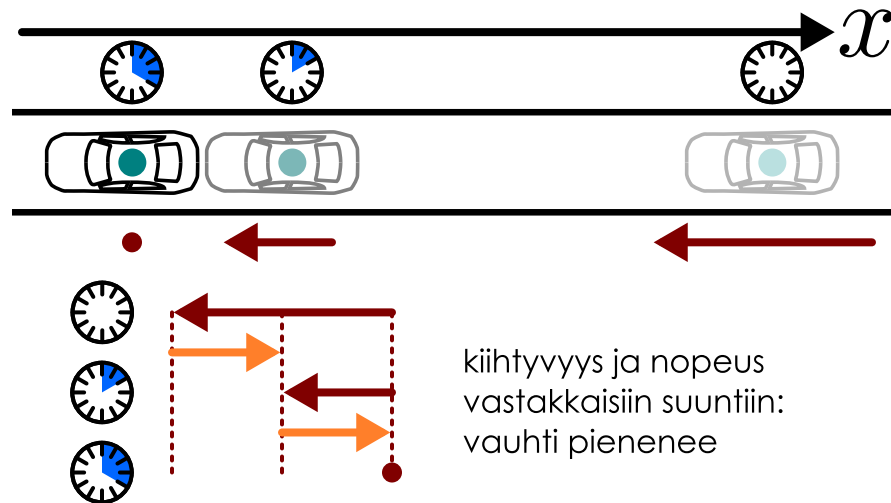 x
kiihtyvyys ja nopeus
vastakkaisiin suuntiin:
vauhti pienenee